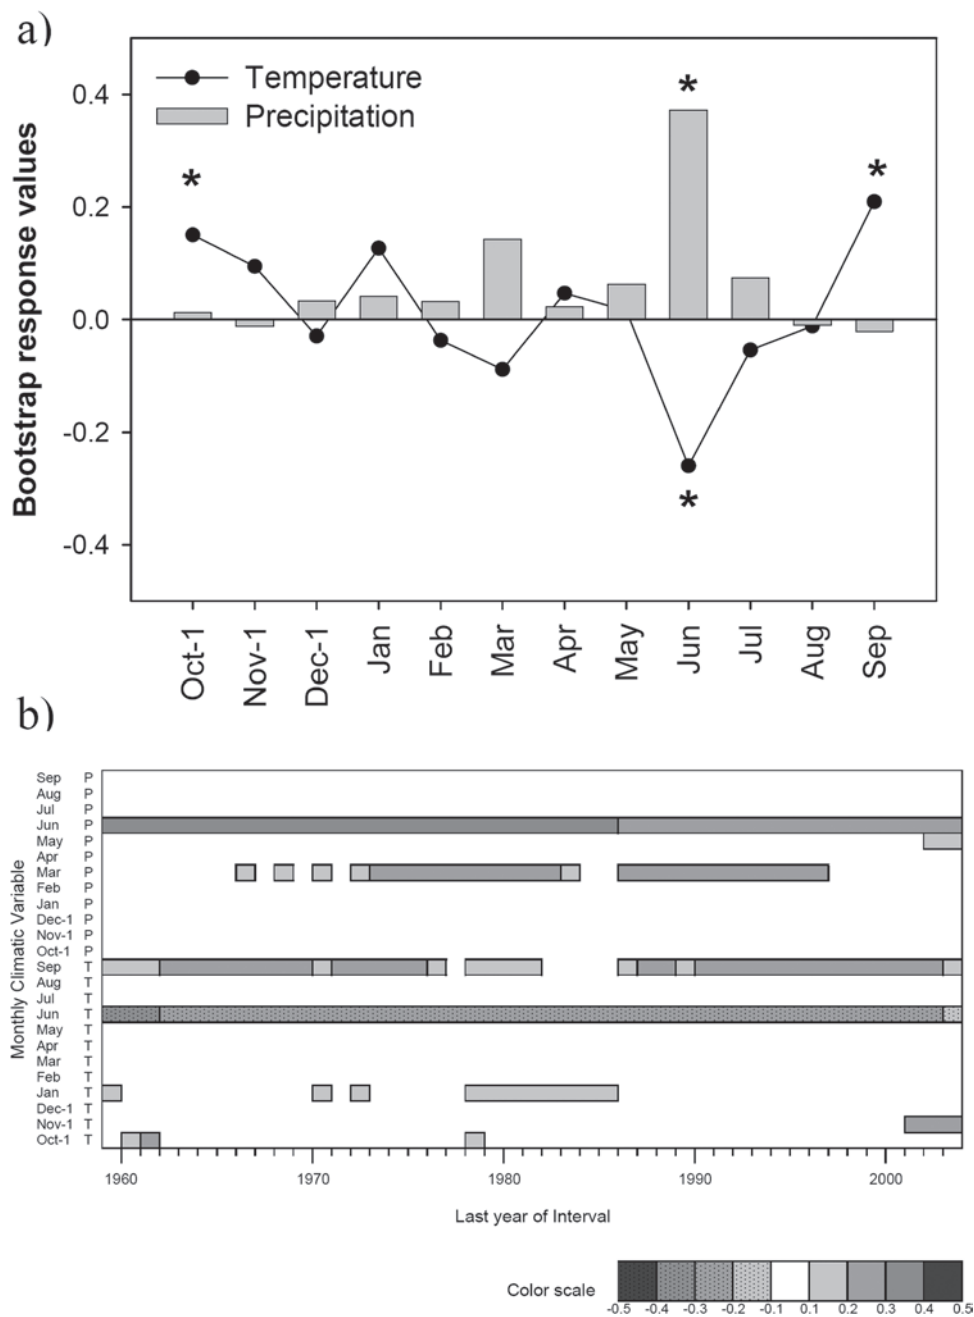 a)
Temperature
Precipitation
*
*
*
*
Bootstrap response values
0.4
0.2
0.0
-0.2
-0.4
Oct-1 Nov-1 Dec-1 Jan Feb Mar Apr May Jun Jul Aug Sep
b)
Monthly Climatic Variable
Sep P
Aug P
Jul P
Jun P
May P
Apr P
Mar P
Feb P
Jan P
Dec-1 P
Nov-1 P
Oct-1 P
Sep T
Aug T
Jul T
Jun T
May T
Apr T
Mar T
Feb T
Jan T
Dec-1 T
Nov-1 T
Oct-1 T
1960 1970 1980 1990 2000
Last year of Interval
Color scale
-0.5 -0.4 -0.3 -0.2 -0.1 0.1 0.2 0.3 0.4 0.5